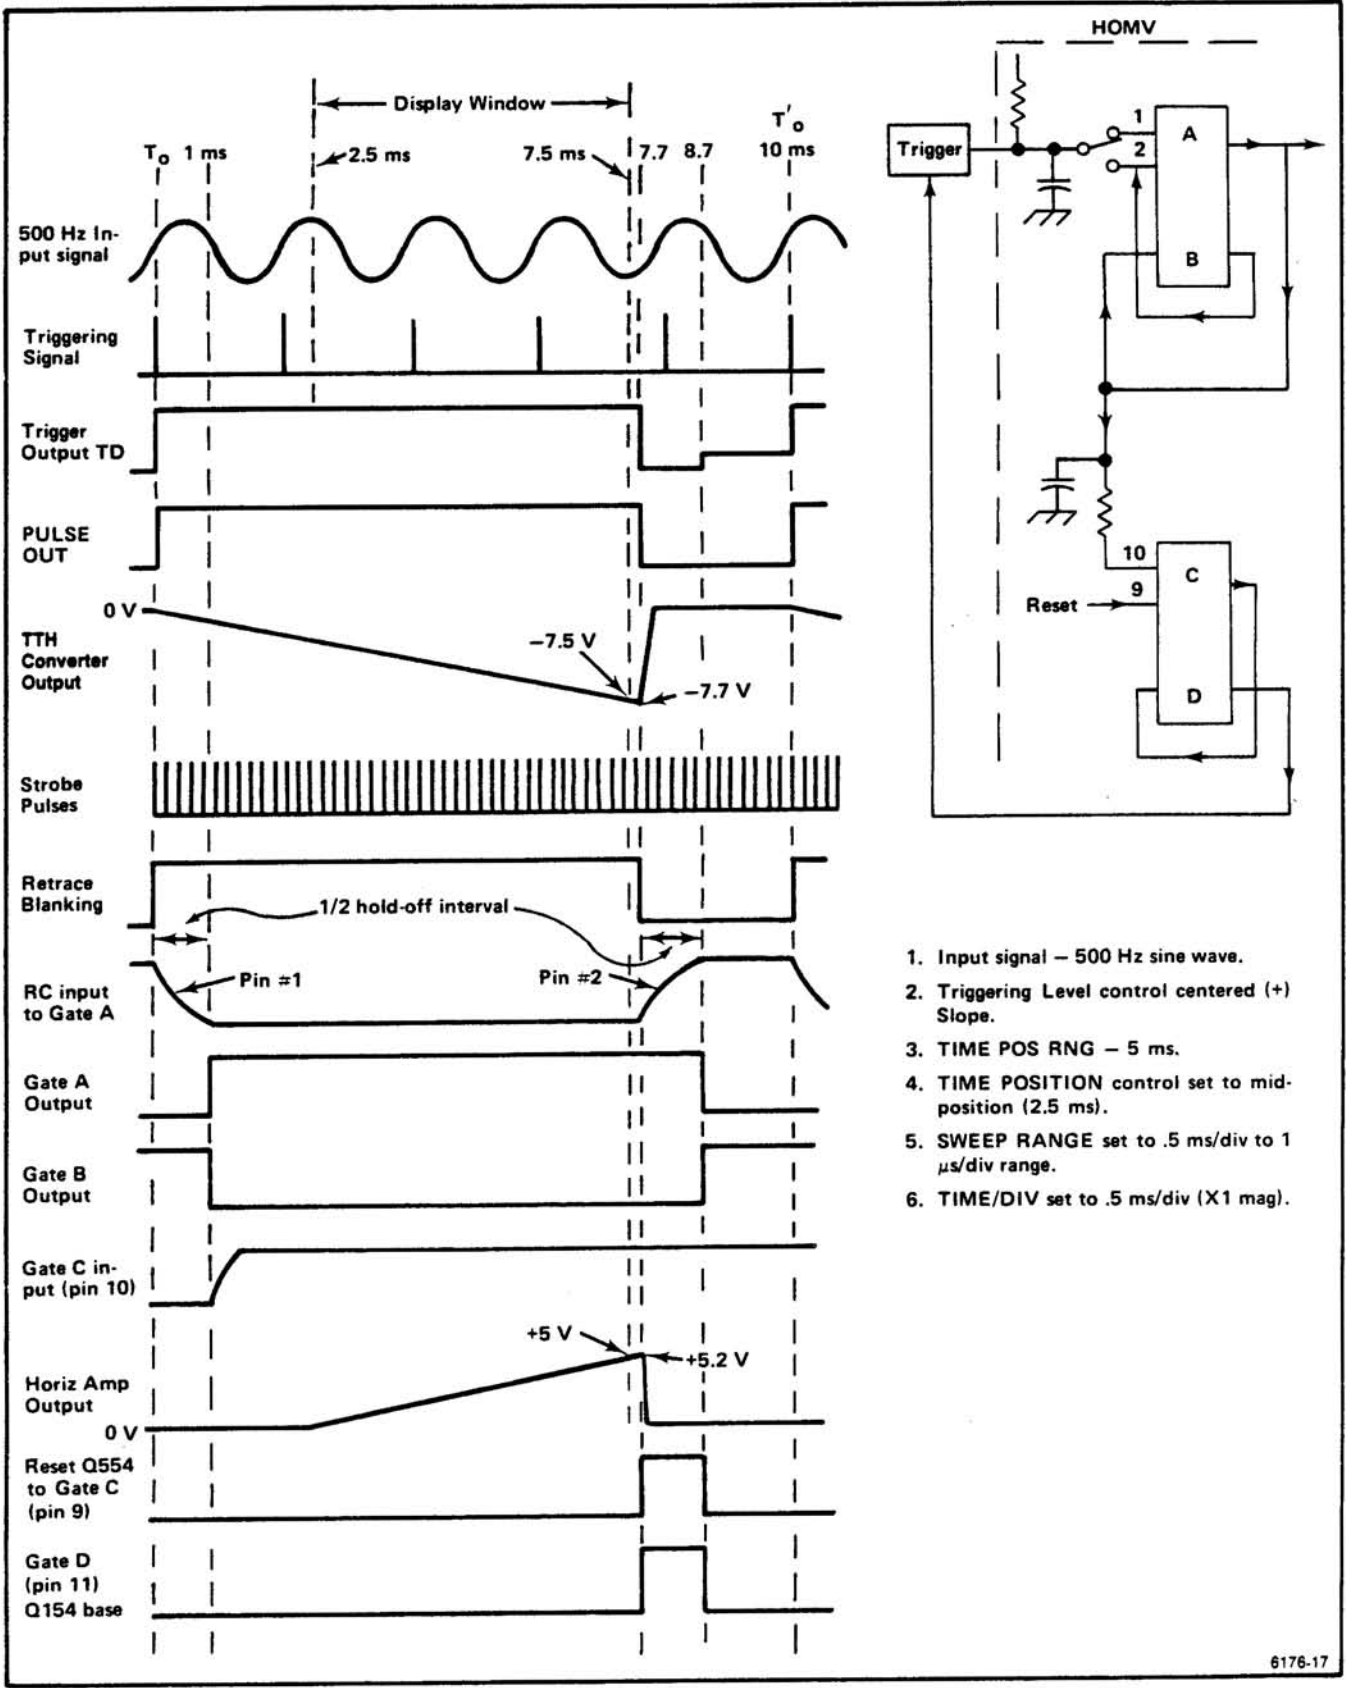 HOMV
Display Window
T'o
To 1 ms
2.5 ms
7.5 ms
7.7 8.7 10 ms
500 Hz In-
put signal
Triggering
Signal
Trigger
Output TD
PULSE
OUT
0 V
TTH
Converter
Output
−7.5 V
−7.7 V
Strobe
Pulses
Retrace
Blanking
1/2 hold-off interval
Pin #1
Pin #2
RC input
to Gate A
Gate A
Output
Gate B
Output
Gate C in-
put (pin 10)
+5 V
+5.2 V
Horiz Amp
Output
0 V
Reset Q554
to Gate C
(pin 9)
Gate D
(pin 11)
Q154 base
Trigger
1
2
A
B
10
C
Reset
9
D
1. Input signal – 500 Hz sine wave.
2. Triggering Level control centered (+)
Slope.
3. TIME POS RNG – 5 ms.
4. TIME POSITION control set to mid-
position (2.5 ms).
5. SWEEP RANGE set to .5 ms/div to 1
μs/div range.
6. TIME/DIV set to .5 ms/div (X1 mag).
6176-17